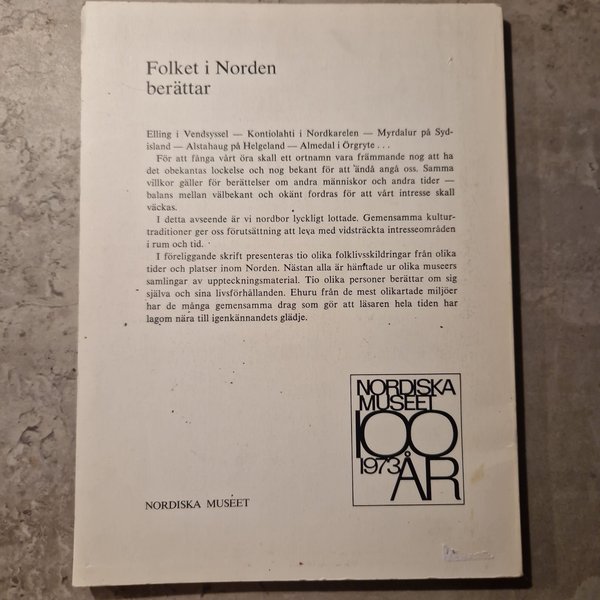 Folket i Norden
berättar
Elling i Vendsyssel — Kontiolahti i Nordkarelen — Myrdalur på Syd-
island — Alstahaug på Helgeland — Almedal i Örgryte . . .
För att fånga vårt öra skall ett ortnamn vara främmande nog att ha
det obekantas lockelse och nog bekant för att ändå angå oss. Samma
villkor gäller för berättelser om andra människor och andra tider —
balans mellan välbekant och okänt fordras för att vårt intresse skall
väckas.
I detta avseende är vi nordbor lyckligt lottade. Gemensamma kultur-
traditioner ger oss förutsättning att leva med vidsträckta intresseområden
i rum och tid.
I föreliggande skrift presenteras tio olika folklivsskildringar från olika
tider och platser inom Norden. Nästan alla är hämtade ur olika museers
samlingar av uppteckningsmaterial. Tio olika personer berättar om sig
själva och sina livsförhållanden. Ehuru från de mest olikartade miljöer
har de många gemensamma drag som gör att läsaren hela tiden har
lagom nära till igenkännandets glädje.
NORDISKA
MUSEET
100
1973 ÅR
NORDISKA MUSEET